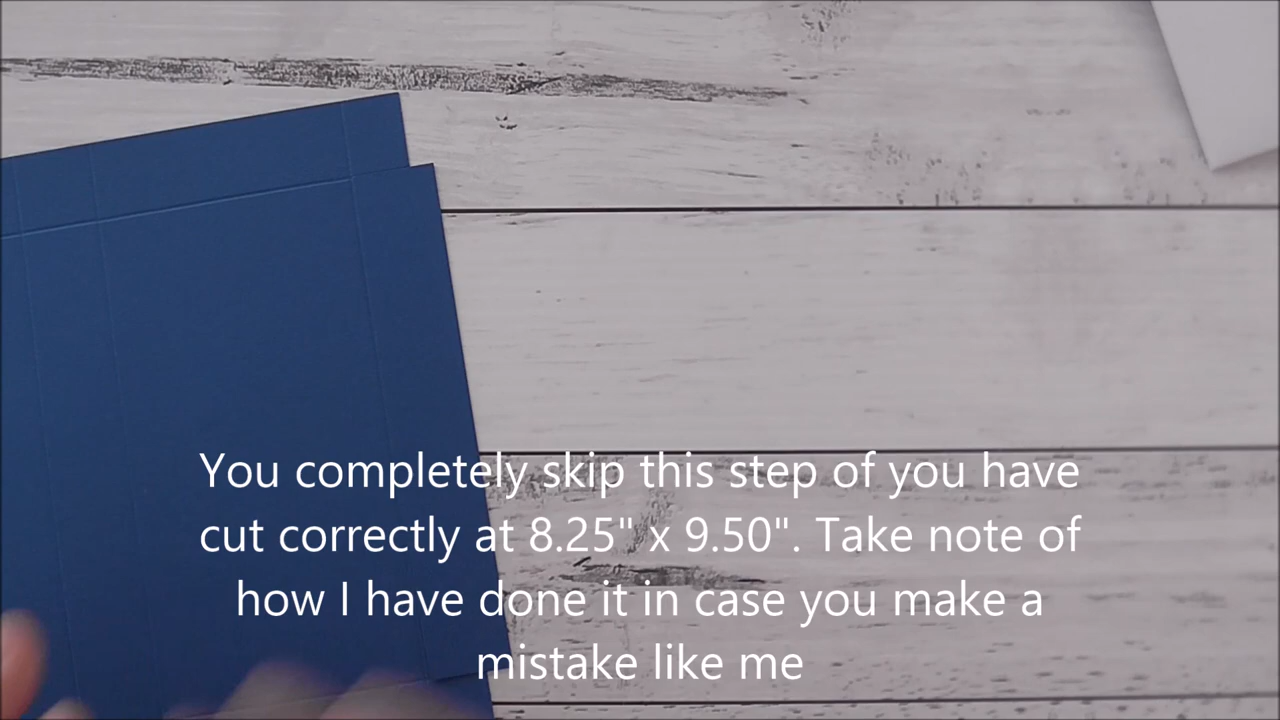 You completely skip this step of you have
cut correctly at 8.25" x 9.50". Take note of
how I have done it in case you make a
mistake like me